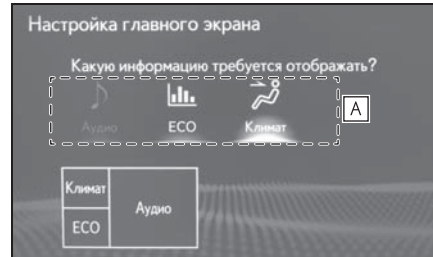 Настройка главного экрана
Какую информацию требуется отображать?
A
Аудио ECO Климат
Климат
Аудио
ECO